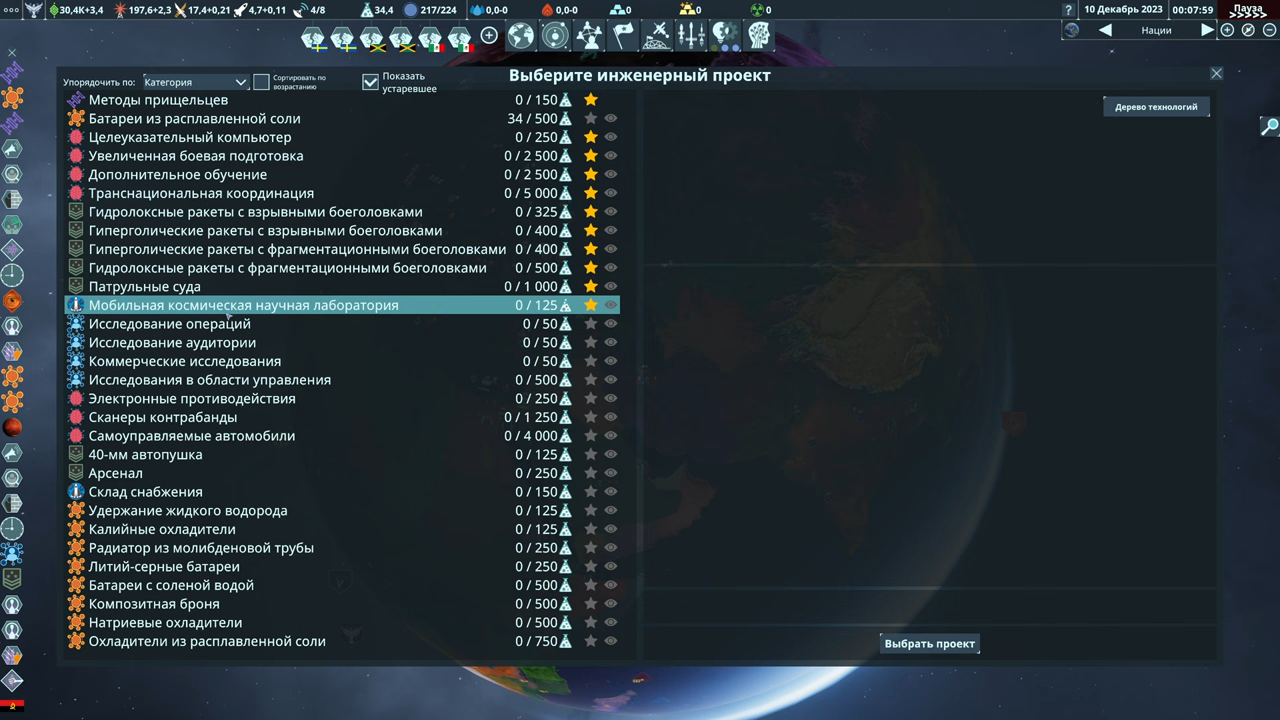 30,4K+3,4
197,6+2,3
17,4+0,21
4,7+0,11
4/8
34,4
217/224
0,0-0
0,0-0
0
0
0
?
10 Декабрь 2023
00:07:59
Пауза
Нации
Упорядочить по:
Категория
Сортировать по возрастанию
Показать устаревшее
Выберите инженерный проект
Дерево технологий
Методы прищельцев 0 / 150
Батареи из расплавленной соли 34 / 500
Целеуказательный компьютер 0 / 250
Увеличенная боевая подготовка 0 / 2 500
Дополнительное обучение 0 / 2 500
Транснациональная координация 0 / 5 000
Гидролоксные ракеты с взрывными боеголовками 0 / 325
Гиперголические ракеты с взрывными боеголовками 0 / 400
Гиперголические ракеты с фрагментационными боеголовками 0 / 400
Гидролоксные ракеты с фрагментационными боеголовками 0 / 500
Патрульные суда 0 / 1 000
Мобильная космическая научная лаборатория 0 / 125
Исследование операций 0 / 50
Исследование аудитории 0 / 50
Коммерческие исследования 0 / 50
Исследования в области управления 0 / 500
Электронные противодействия 0 / 250
Сканеры контрабанды 0 / 1 250
Самоуправляемые автомобили 0 / 4 000
40-мм автопушка 0 / 125
Арсенал 0 / 250
Склад снабжения 0 / 150
Удержание жидкого водорода 0 / 125
Калийные охладители 0 / 125
Радиатор из молибденовой трубы 0 / 250
Литий-серные батареи 0 / 250
Батареи с соленой водой 0 / 500
Композитная броня 0 / 500
Натриевые охладители 0 / 500
Охладители из расплавленной соли 0 / 750
Выбрать проект